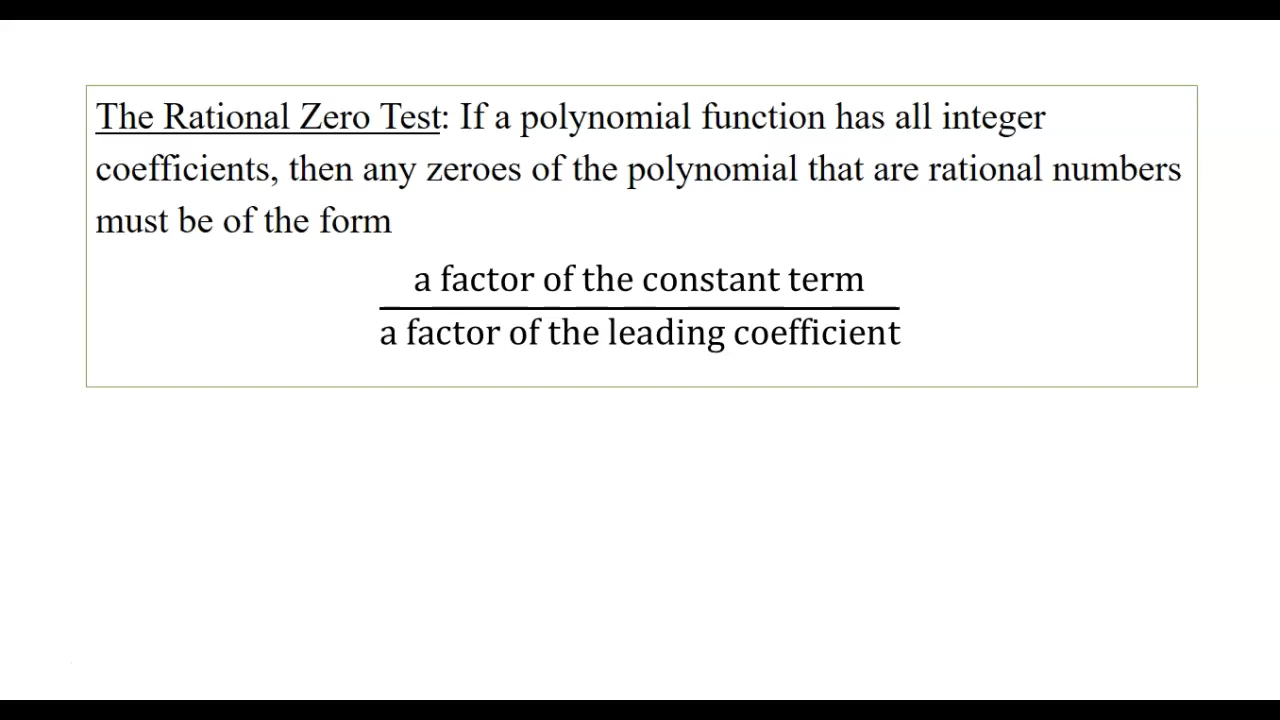 The Rational Zero Test: If a polynomial function has all integer
coefficients, then any zeroes of the polynomial that are rational numbers
must be of the form
a factor of the constant term
a factor of the leading coefficient